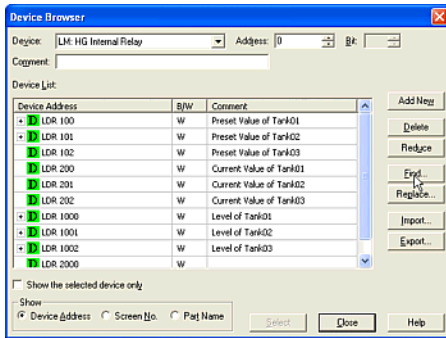 Device Browser
Device: LM: HG Internal Relay Address: 0 Bit:
Comment:
Device List:
Device Address B/W Comment
D LDR 100 W Preset Value of Tank01
D LDR 101 W Preset Value of Tank02
D LDR 102 W Preset Value of Tank03
D LDR 200 W Current Value of Tank01
D LDR 201 W Current Value of Tank02
D LDR 202 W Current Value of Tank03
D LDR 1000 W Level of Tank01
D LDR 1001 W Level of Tank02
D LDR 1002 W Level of Tank03
D LDR 2000 W
Add New
Delete
Reduce
Find...
Replace...
Import...
Export...
Show the selected device only
Show
Device Address Screen No. Part Name
Select Close Help